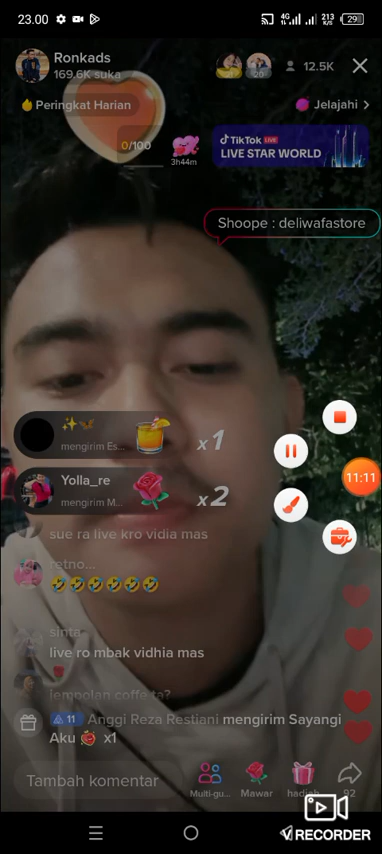 23.00
4G
213
K/S
29
Ronkads
169.6K suka
20
12.5K
Peringkat Harian
Jelajahi >
0/100
3h44m
TikTok LIVE
LIVE STAR WORLD
Shoope : deliwafastore
mengirim Es...
x1
Yolla_re
mengirim M...
x2
11:11
sue ra live kro vidia mas
retno...
🤣🤣🤣🤣🤣🤣
sinta
live ro mbak vidhia mas
jempolan coffe ta?
11 Anggi Reza Restiani mengirim Sayangi
Aku x1
Tambah komentar
Multi-gu...
Mawar
hadiah
92
V RECORDER